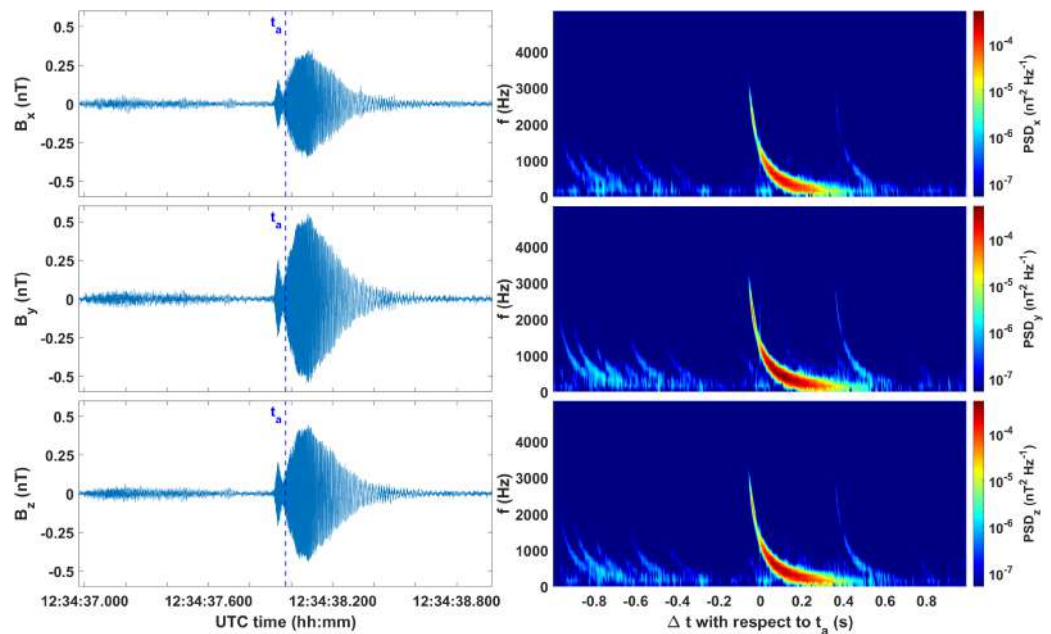 0.5
0.25
0
-0.25
-0.5
B_x (nT)
t_a
5000
4000
3000
2000
1000
0
f (Hz)
10^-4
10^-5
10^-6
10^-7
PSD_x (nT^2 Hz^-1)
0.5
0.25
0
-0.25
-0.5
B_y (nT)
t_a
4000
3000
2000
1000
0
f (Hz)
10^-4
10^-5
10^-6
10^-7
PSD_y (nT^2 Hz^-1)
0.5
0.25
0
-0.25
-0.5
B_z (nT)
t_a
4000
3000
2000
1000
0
f (Hz)
10^-4
10^-5
10^-6
10^-7
PSD_z (nT^2 Hz^-1)
12:34:37.000 12:34:37.600 12:34:38.200 12:34:38.800
UTC time (hh:mm)
-0.8 -0.6 -0.4 -0.2 0 0.2 0.4 0.6 0.8
Δ t with respect to t_a (s)